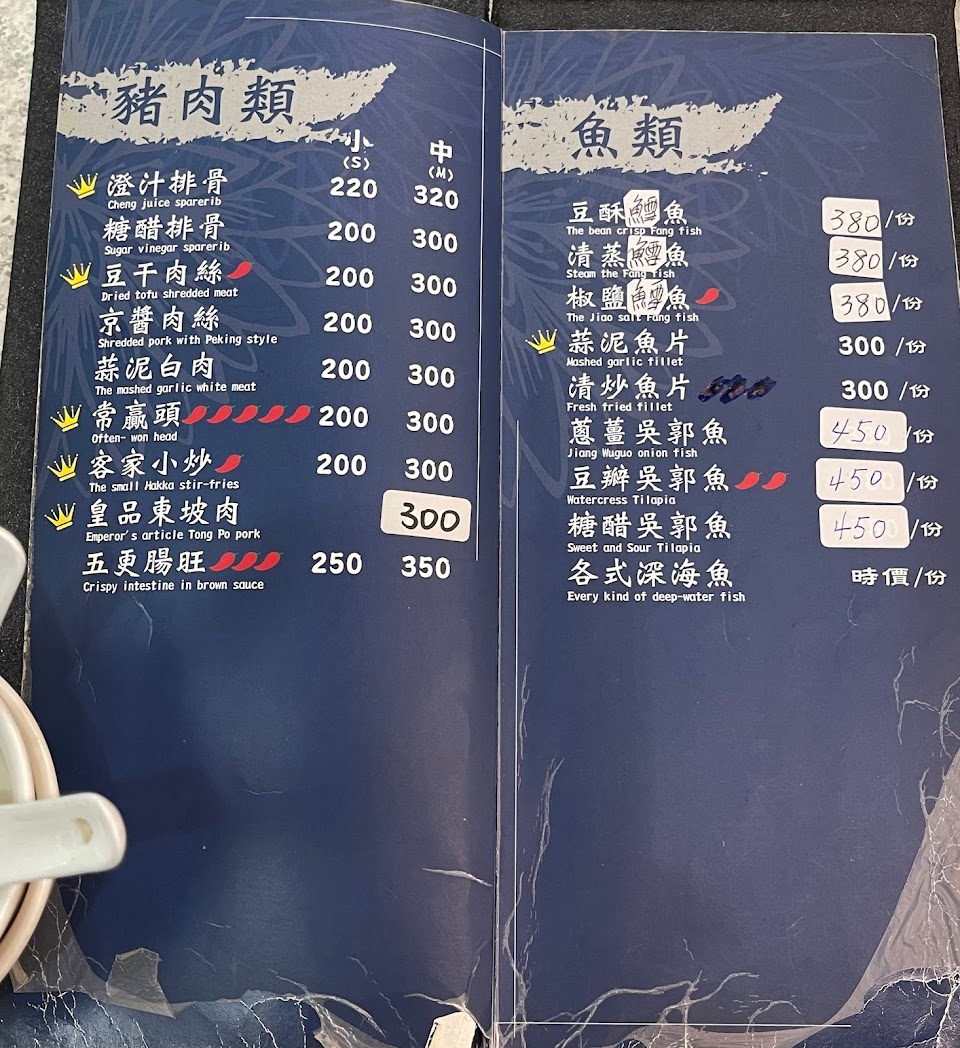 豬肉類
小 中
(S) (M)
澄汁排骨 220 320
Cheng juice sparerib
糖醋排骨 200 300
Sugar vinegar sparerib
豆干肉絲 200 300
Dried tofu shredded meat
京醬肉絲 200 300
Shredded pork with Peking style
蒜泥白肉 200 300
The mashed garlic white meat
常贏頭 200 300
Often- won head
客家小炒 200 300
The small Hakka stir-fries
皇品東坡肉 300
Emperor's article Tong Po pork
五更腸旺 250 350
Crispy intestine in brown sauce
魚類
豆酥鱈魚 380/份
The bean crisp Fang fish
清蒸鱈魚 380/份
Steam the Fang fish
椒鹽鱈魚 380/份
The Jiao salt Fang fish
蒜泥魚片 300/份
Mashed garlic fillet
清炒魚片 300/份
Fresh fried fillet
蔥薑吳郭魚 450/份
Jiang Wuguo onion fish
豆瓣吳郭魚 450/份
Watercress Tilapia
糖醋吳郭魚 450/份
Sweet and Sour Tilapia
各式深海魚 時價/份
Every kind of deep-water fish